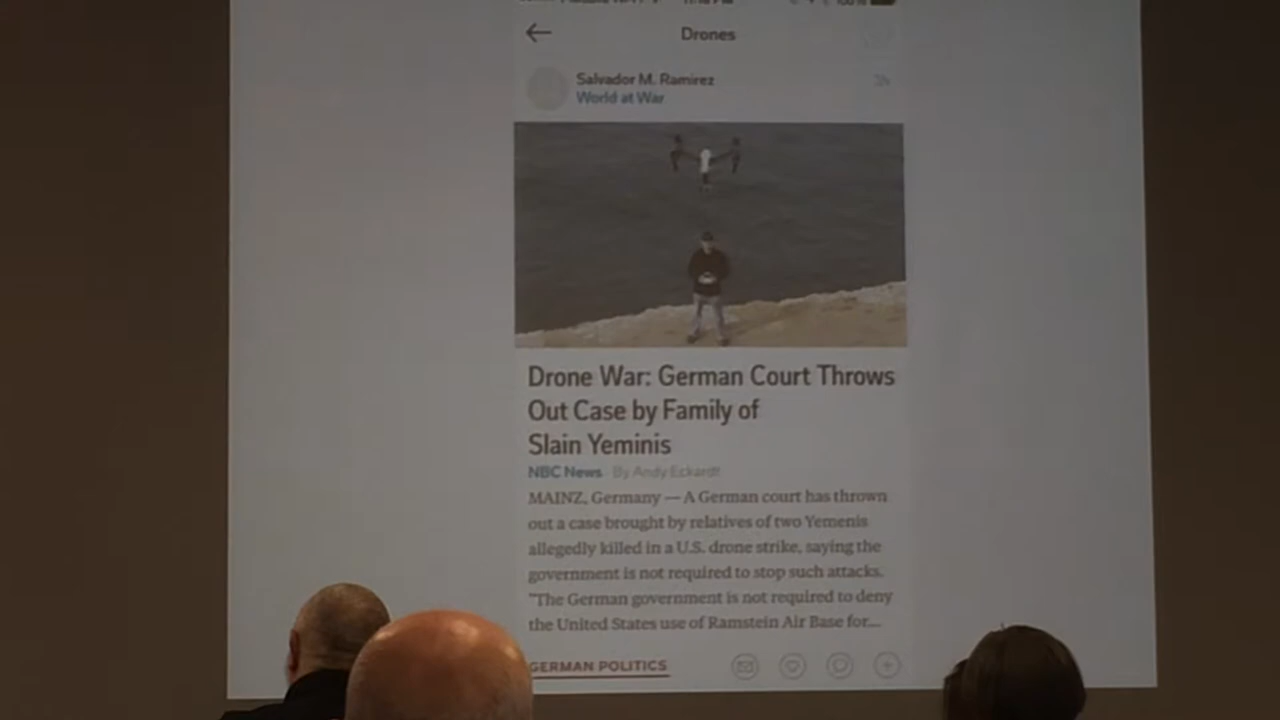 Drones
Salvador M. Ramirez
World at War
Drone War: German Court Throws
Out Case by Family of
Slain Yeminis
NBC News By Andy Eckardt
MAINZ, Germany — A German court has thrown
out a case brought by relatives of two Yemenis
allegedly killed in a U.S. drone strike, saying the
government is not required to stop such attacks.
"The German government is not required to deny
the United States use of Ramstein Air Base for...
GERMAN POLITICS